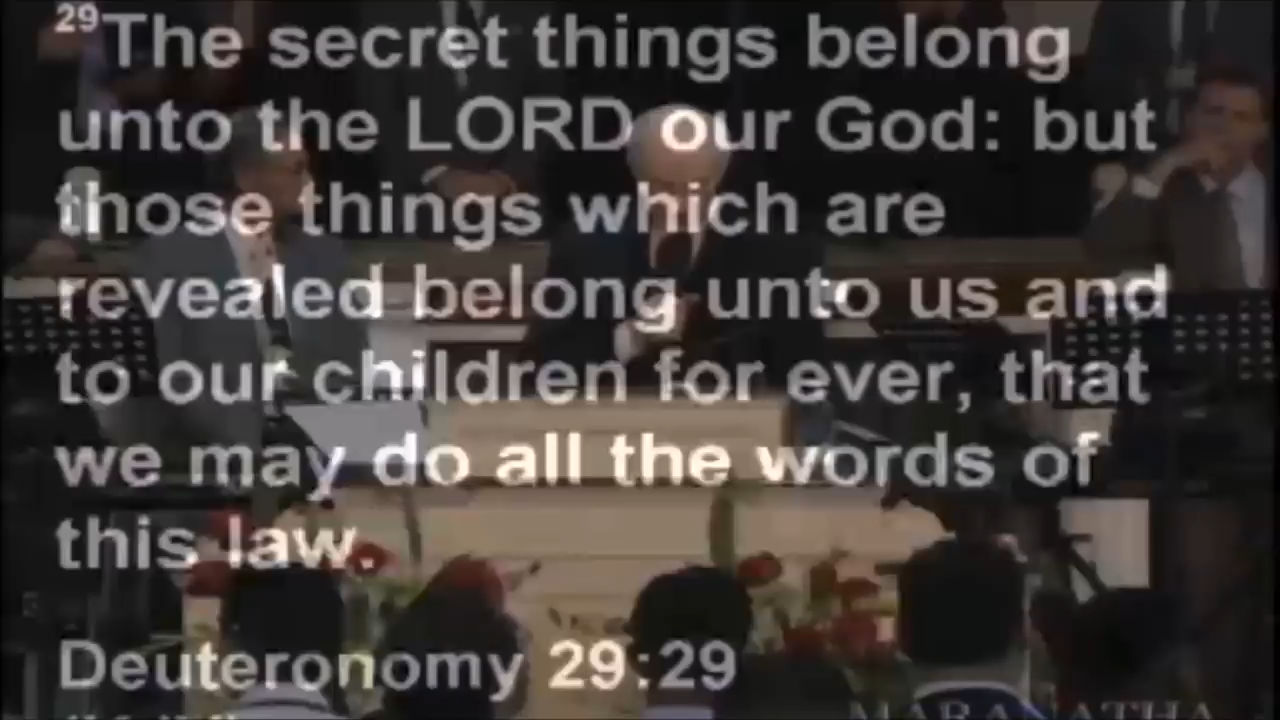 29The secret things belong
unto the LORD our God: but
those things which are
revealed belong unto us and
to our children for ever, that
we may do all the words of
this law.
Deuteronomy 29:29
MARANATHA